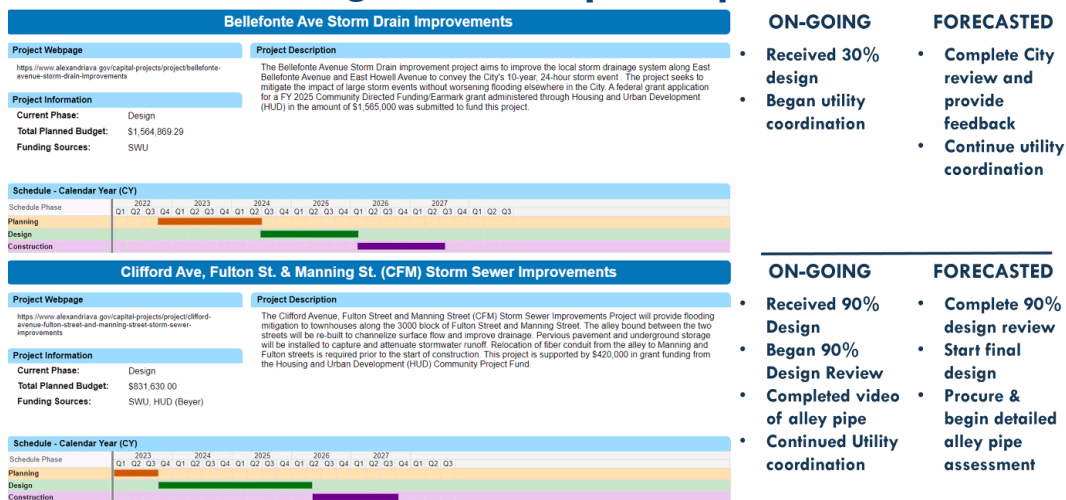 Bellefonte Ave Storm Drain Improvements
Project Webpage
https://www.alexandriava.gov/capital-projects/project/bellefonte-
avenue-storm-drain-improvements
Project Description
The Bellefonte Avenue Storm Drain improvement project aims to improve the local storm drainage system along East
Bellefonte Avenue and East Howell Avenue to convey the City's 10-year, 24-hour storm event . The project seeks to
mitigate the impact of large storm events without worsening flooding elsewhere in the City. A federal grant application
for a FY 2025 Community Directed Funding/Earmark grant administered through Housing and Urban Development
(HUD) in the amount of $1,565,000 was submitted to fund this project.
Project Information
Current Phase: Design
Total Planned Budget: $1,564,869.29
Funding Sources: SWU
Schedule - Calendar Year (CY)
Schedule Phase
2022 2023 2024 2025 2026 2027
Q1 Q2 Q3 Q4 Q1 Q2 Q3 Q4 Q1 Q2 Q3 Q4 Q1 Q2 Q3 Q4 Q1 Q2 Q3 Q4 Q1 Q2 Q3 Q4 Q1 Q2 Q3
Planning
Design
Construction
ON-GOING
• Received 30%
design
• Began utility
coordination
FORECASTED
• Complete City
review and
provide
feedback
• Continue utility
coordination
Clifford Ave, Fulton St. & Manning St. (CFM) Storm Sewer Improvements
Project Webpage
https://www.alexandriava.gov/capital-projects/project/clifford-
avenue-fulton-street-and-manning-street-storm-sewer-
improvements
Project Description
The Clifford Avenue, Fulton Street and Manning Street (CFM) Storm Sewer Improvements Project will provide flooding
mitigation to townhouses along the 3000 block of Fulton Street and Manning Street. The alley bound between the two
streets will be re-built to channelize surface flow and improve drainage. Pervious pavement and underground storage
will be installed to capture and attenuate stormwater runoff. Relocation of fiber conduit from the alley to Manning and
Fulton streets is required prior to the start of construction. This project is supported by $420,000 in grant funding from
the Housing and Urban Development (HUD) Community Project Fund.
Project Information
Current Phase: Design
Total Planned Budget: $831,630.00
Funding Sources: SWU, HUD (Beyer)
Schedule - Calendar Year (CY)
Schedule Phase
2023 2024 2025 2026 2027
Q1 Q2 Q3 Q4 Q1 Q2 Q3 Q4 Q1 Q2 Q3 Q4 Q1 Q2 Q3 Q4 Q1 Q2 Q3 Q4 Q1 Q2 Q3
Planning
Design
Construction
ON-GOING
• Received 90%
Design
• Began 90%
Design Review
• Completed video
of alley pipe
• Continued Utility
coordination
FORECASTED
• Complete 90%
design review
• Start final
design
• Procure &
begin detailed
alley pipe
assessment